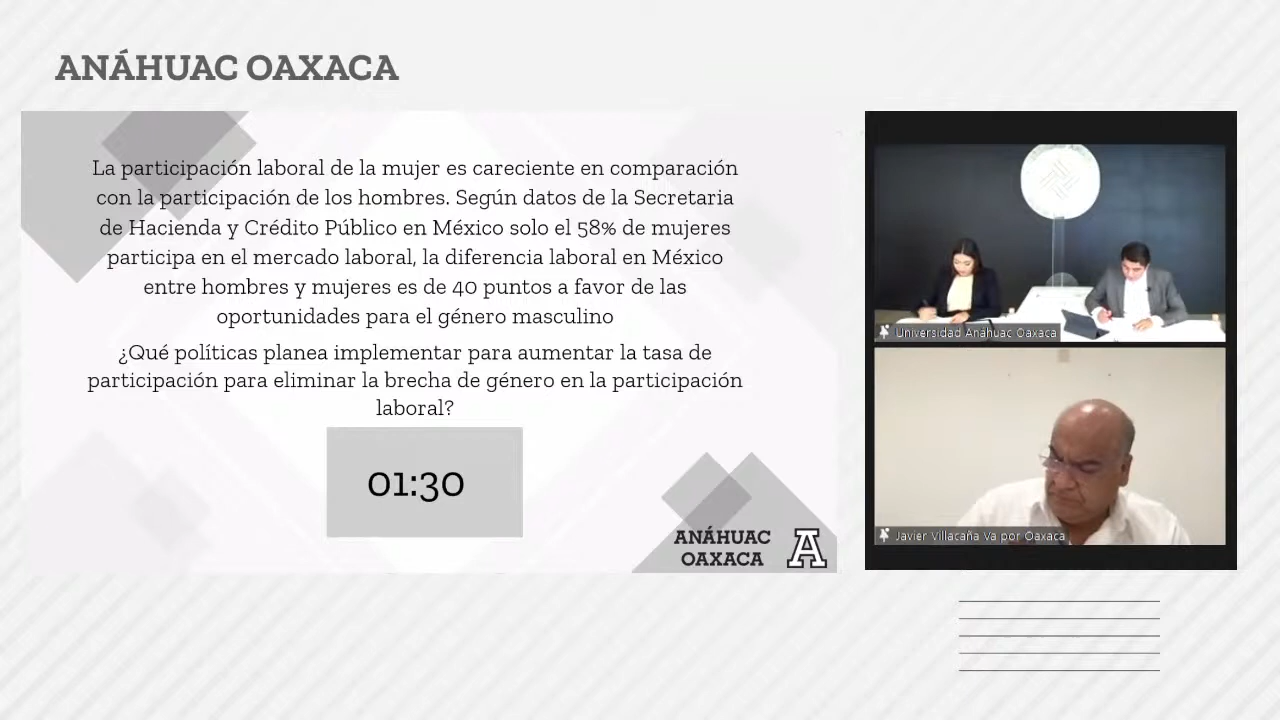 ANÁHUAC OAXACA
La participación laboral de la mujer es careciente en comparación
con la participación de los hombres. Según datos de la Secretaria
de Hacienda y Crédito Público en México solo el 58% de mujeres
participa en el mercado laboral, la diferencia laboral en México
entre hombres y mujeres es de 40 puntos a favor de las
oportunidades para el género masculino
¿Qué políticas planea implementar para aumentar la tasa de
participación para eliminar la brecha de género en la participación
laboral?
01:30
ANÁHUAC
OAXACA
A
Universidad Anáhuac Oaxaca
Javier Villacaña Va por Oaxaca